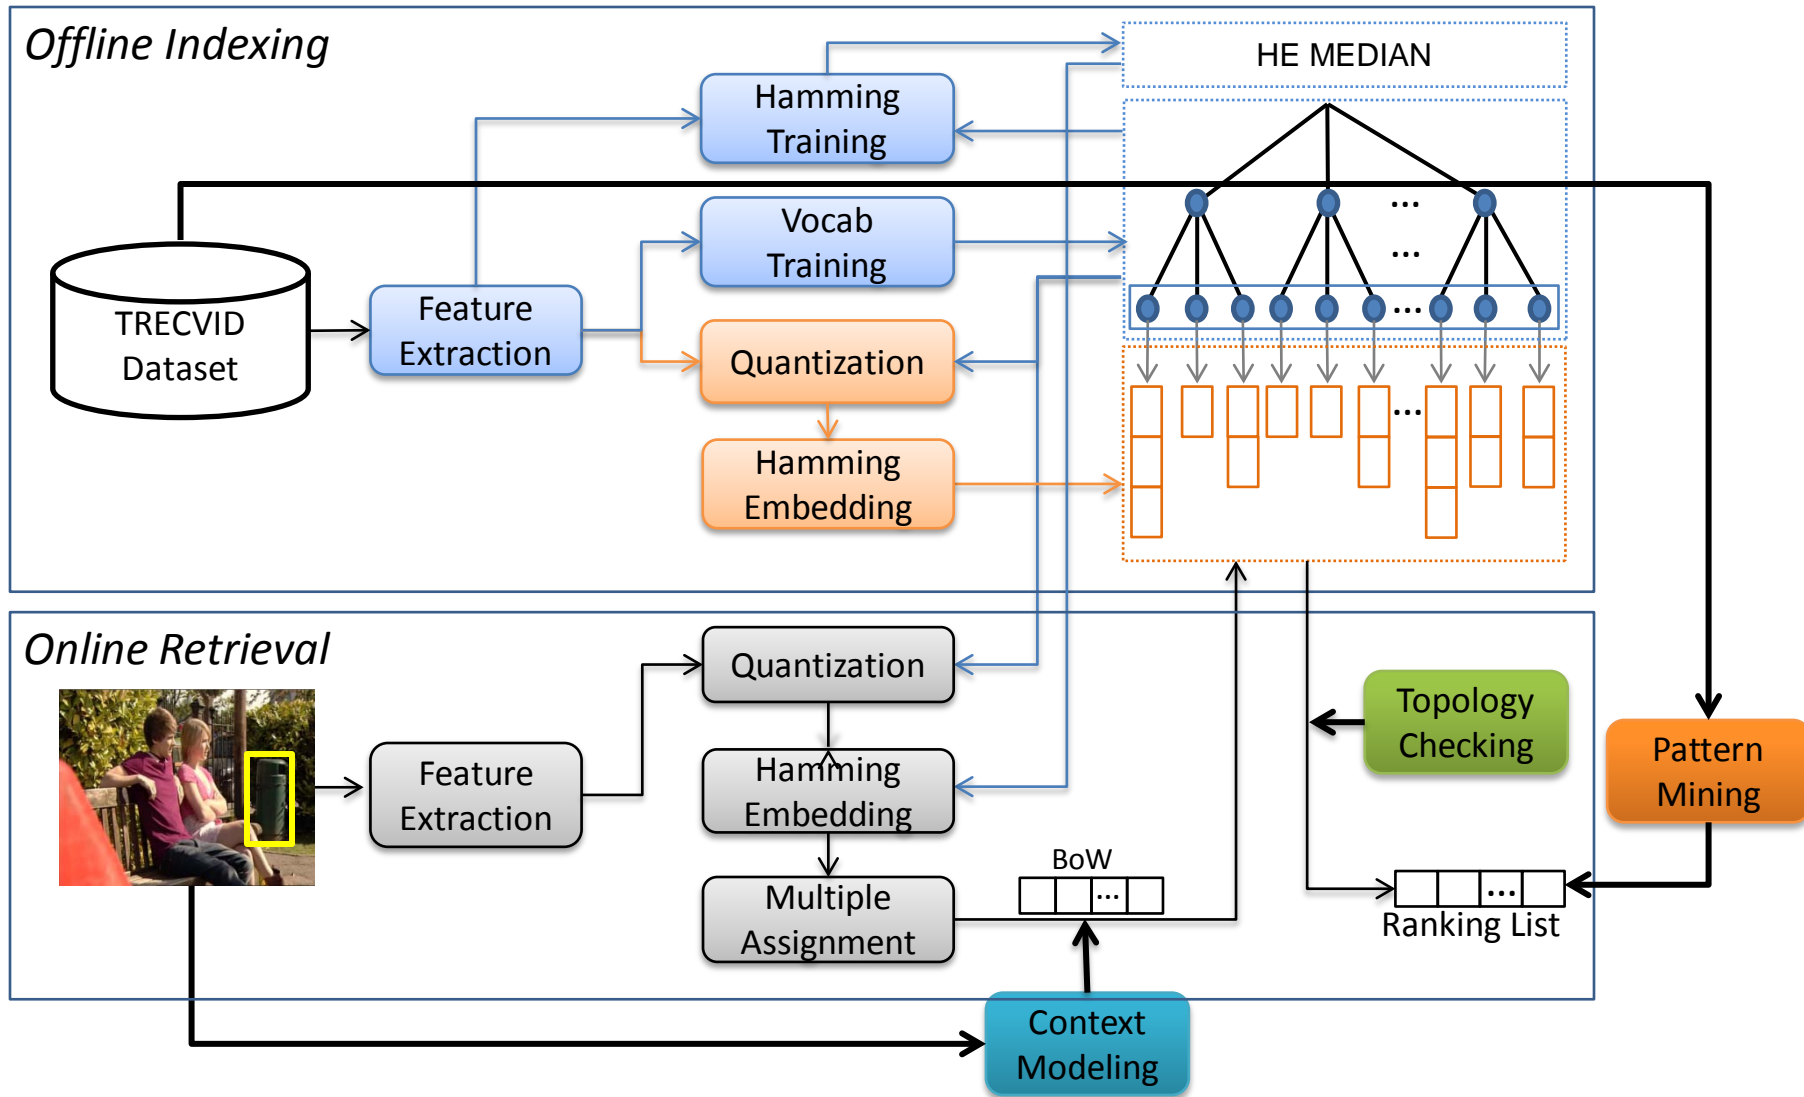 Offline Indexing
HE MEDIAN
Hamming
Training
...
Vocab
Training
...
TRECVID
Dataset
Feature
Extraction
...
Quantization
...
Hamming
Embedding
Online Retrieval
Quantization
Topology
Checking
Pattern
Mining
Feature
Extraction
Hamming
Embedding
BoW
...
Multiple
Assignment
...
Ranking List
Context
Modeling